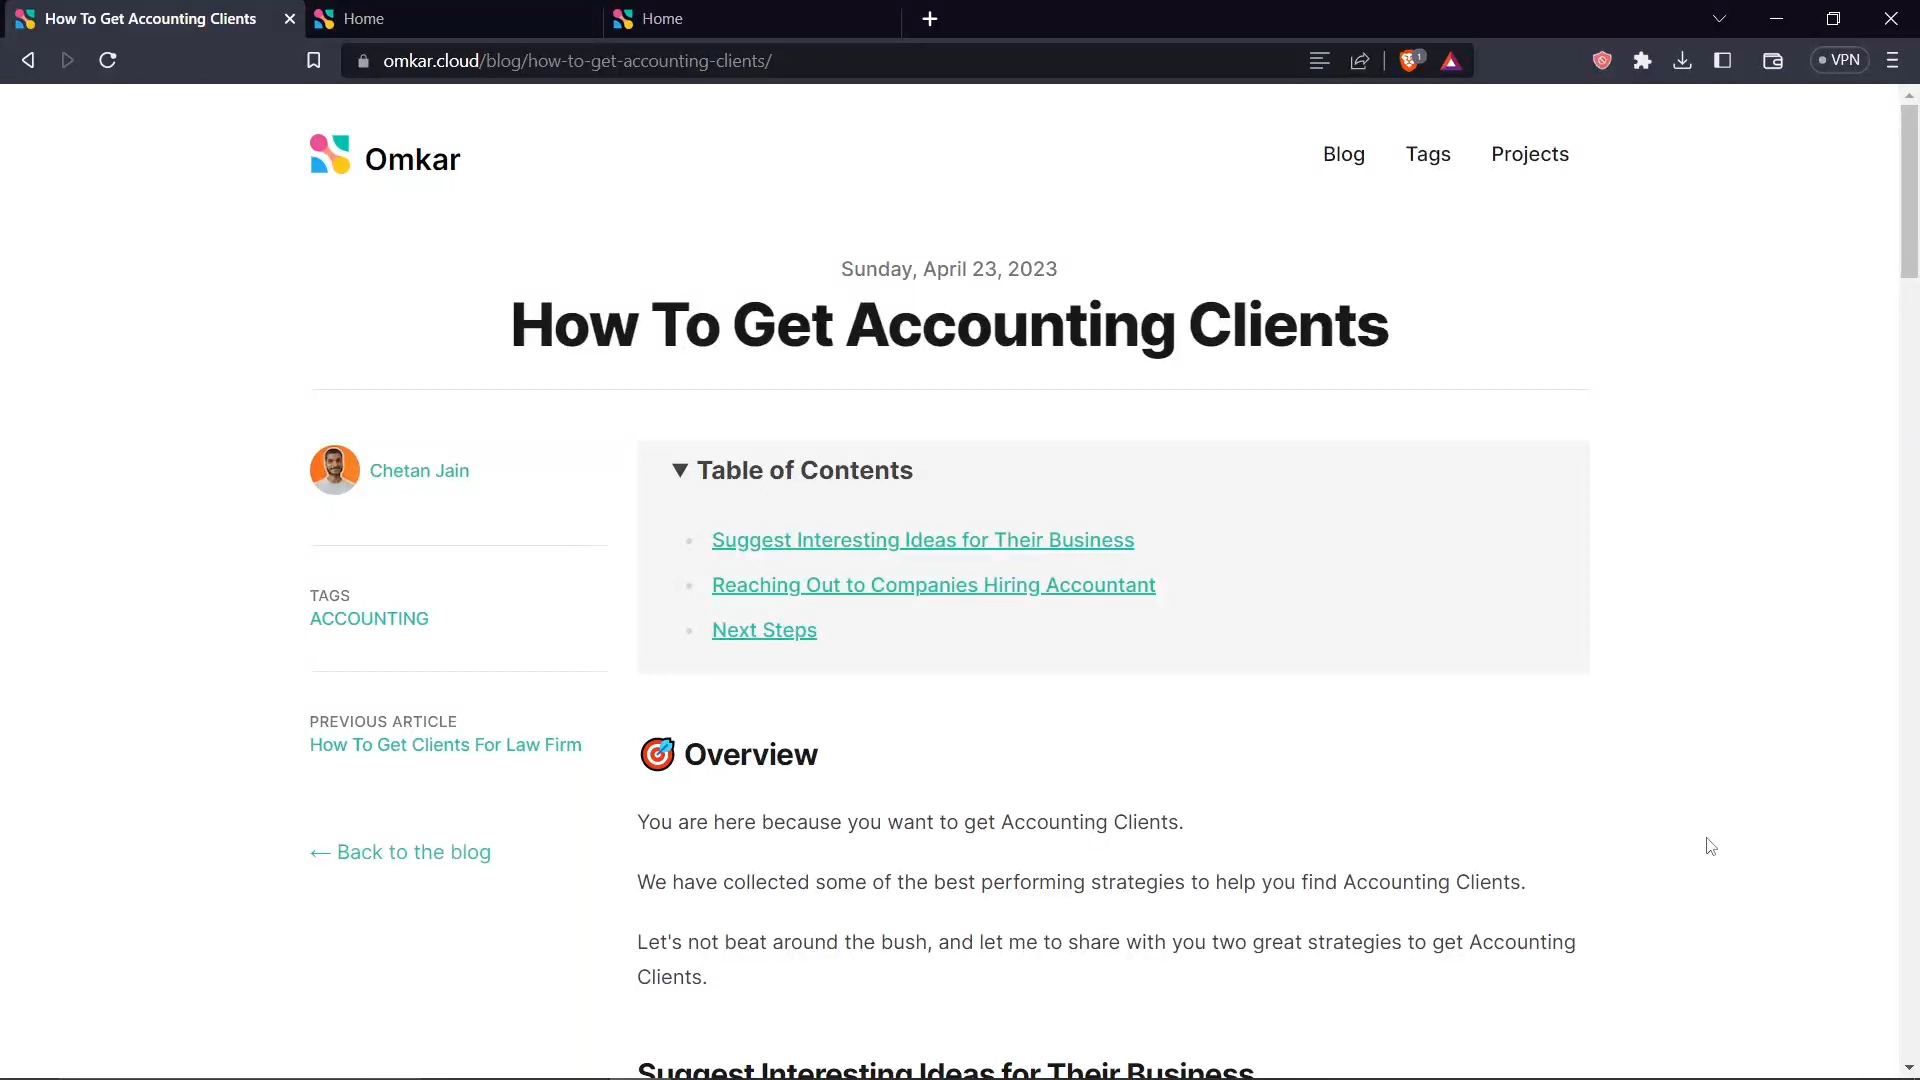 How To Get Accounting Clients
Home
Home
omkar.cloud/blog/how-to-get-accounting-clients/
1
VPN
Omkar
Blog
Tags
Projects
Sunday, April 23, 2023
How To Get Accounting Clients
Chetan Jain
TAGS
ACCOUNTING
PREVIOUS ARTICLE
How To Get Clients For Law Firm
← Back to the blog
▼ Table of Contents
Suggest Interesting Ideas for Their Business
Reaching Out to Companies Hiring Accountant
Next Steps
🎯 Overview
You are here because you want to get Accounting Clients.
We have collected some of the best performing strategies to help you find Accounting Clients.
Let's not beat around the bush, and let me to share with you two great strategies to get Accounting
Clients.
Suggest Interesting Ideas for Their Business